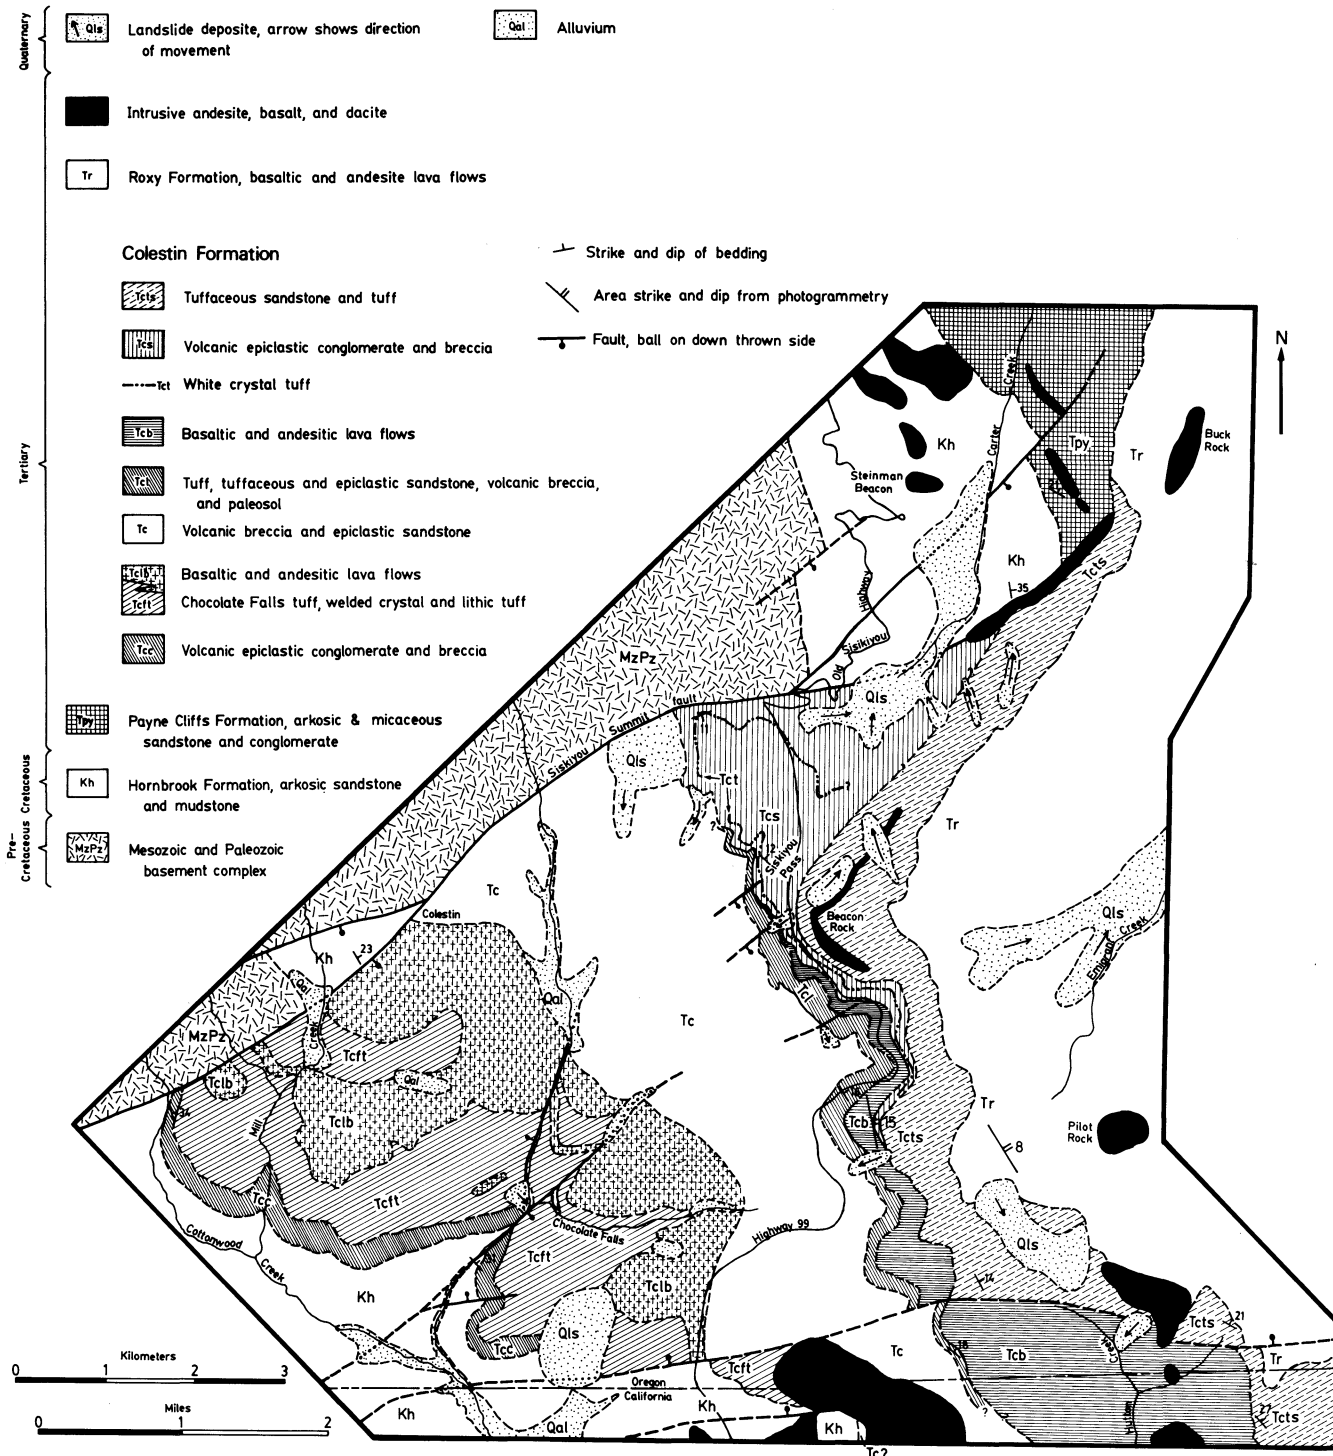 Quaternary
Qls
Landslide deposite, arrow shows direction
of movement
Qal
Alluvium
Intrusive andesite, basalt, and dacite
Tr
Roxy Formation, basaltic and andesite lava flows
Tertiary
Colestin Formation
Tcts
Tuffaceous sandstone and tuff
Tcs
Volcanic epiclastic conglomerate and breccia
Tct White crystal tuff
Tcb
Basaltic and andesitic lava flows
Tct
Tuff, tuffaceous and epiclastic sandstone, volcanic breccia,
and paleosol
Tc
Volcanic breccia and epiclastic sandstone
Tclb
Basaltic and andesitic lava flows
Tcft
Chocolate Falls tuff, welded crystal and lithic tuff
Tcc
Volcanic epiclastic conglomerate and breccia
Tpy
Payne Cliffs Formation, arkosic & micaceous
sandstone and conglomerate
Cretaceous
Kh
Hornbrook Formation, arkosic sandstone
and mudstone
Pre-
Cretaceous
MzPz
Mesozoic and Paleozoic
basement complex
Strike and dip of bedding
Area strike and dip from photogrammetry
Fault, ball on down thrown side
N
Creek
Carter
Kh
Tpy
Tr
Buck
Rock
Steinman
Beacon
Kh
35
Tcts
Highway
Sisikiyou
Old
MzPz
Qls
Siskiyou Summit fault
11
Qls
Tct
?
Tcs
?
12
Siskiyou
Pass
Tr
Tc
Colestin
Beacon
Rock
Qls
Emigrant Creek
23
Kh
Qal
Qal
Tcl
Tc
MzPz
Creek
Tcft
Tclb
Qal
34
Mill
Tclb
Tcb
15
Tcts
Tr
8
Pilot
Rock
Tcc
Tcft
Cottonwood
Creek
Chocolate Falls
Highway 99
Tcft
Qls
Kh
Tclb
14
Qls
Tcts
21
Tcc
18
Tcb
Creek
Tr
Tc
Tcft
Oregon
California
Kh
Kh
Qal
Kh
?
Hutton
27
Tcts
Tc?
0 1 2 3
Kilometers
Miles
0 1 2